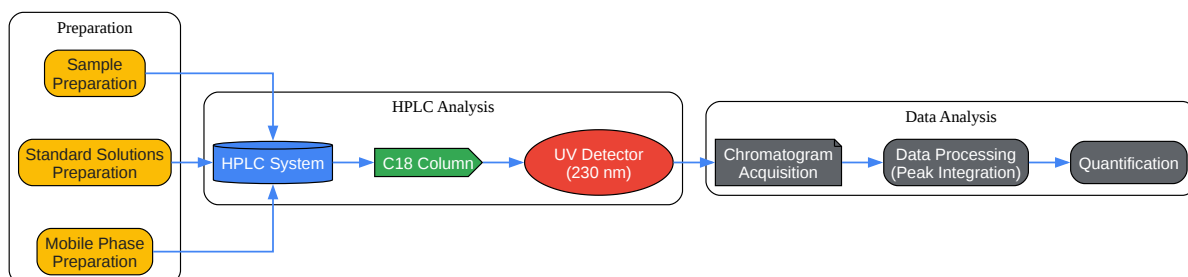 Preparation
Sample
Preparation
Standard Solutions
Preparation
Mobile Phase
Preparation
HPLC Analysis
HPLC System
C18 Column
UV Detector
(230 nm)
Data Analysis
Chromatogram
Acquisition
Data Processing
(Peak Integration)
Quantification